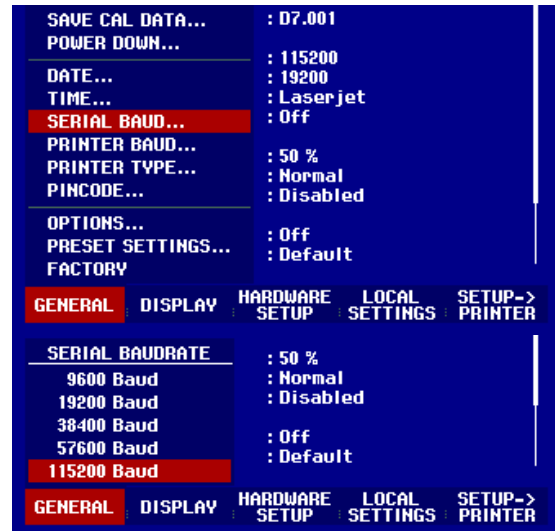 SAVE CAL DATA...
POWER DOWN...
DATE...
TIME...
SERIAL BAUD...
PRINTER BAUD...
PRINTER TYPE...
PINCODE...
OPTIONS...
PRESET SETTINGS...
FACTORY
: D7.001
: 115200
: 19200
: Laserjet
: Off
: 50 %
: Normal
: Disabled
: Off
: Default
GENERAL DISPLAY HARDWARE SETUP LOCAL SETTINGS SETUP-> PRINTER
SERIAL BAUDRATE
9600 Baud
19200 Baud
38400 Baud
57600 Baud
115200 Baud
: 50 %
: Normal
: Disabled
: Off
: Default
GENERAL DISPLAY HARDWARE SETUP LOCAL SETTINGS SETUP-> PRINTER